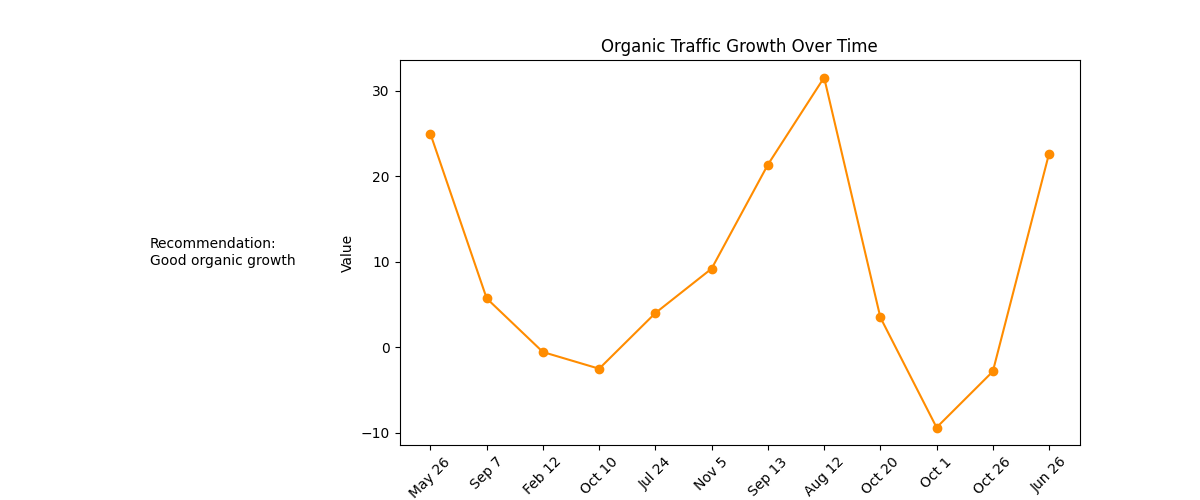 Organic Traffic Growth Over Time
Recommendation:
Good organic growth
Value
30
20
10
0
−10
May 26
Sep 7
Feb 12
Oct 10
Jul 24
Nov 5
Sep 13
Aug 12
Oct 20
Oct 1
Oct 26
Jun 26